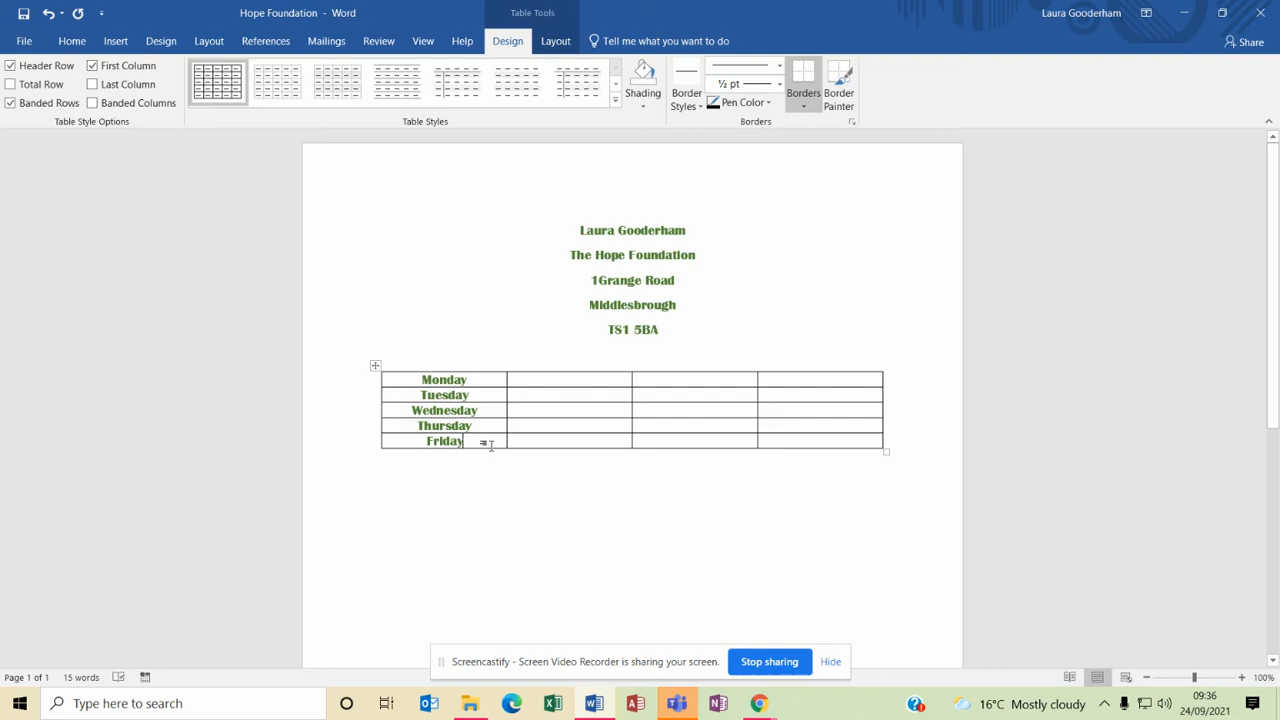 Hope Foundation - Word
Table Tools
Laura Gooderham
File
Home
Insert
Design
Layout
References
Mailings
Review
View
Help
Design
Layout
Tell me what you want to do
Share
Header Row
First Column
Total Row
Last Column
Banded Rows
Banded Columns
Table Style Options
Table Styles
Shading
Border Styles
½ pt
Pen Color
Borders
Border Painter
Borders
Laura Gooderham
The Hope Foundation
1Grange Road
Middlesbrough
TS1 5BA
Monday
Tuesday
Wednesday
Thursday
Friday
Screencastify - Screen Video Recorder is sharing your screen.
Stop sharing
Hide
Page 1 of 1
15 words
100%
Type here to search
16°C Mostly cloudy
09:36
24/09/2021